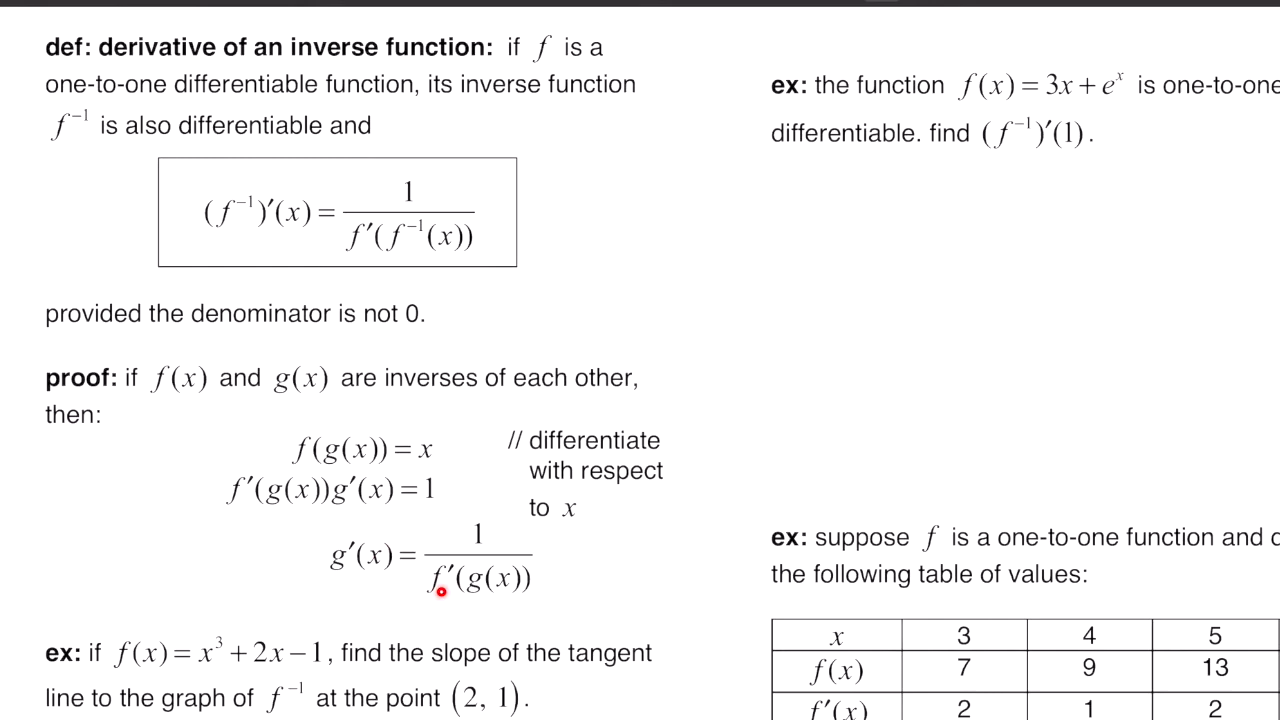 def: derivative of an inverse function: if f is a
one-to-one differentiable function, its inverse function
f⁻¹ is also differentiable and
(f⁻¹)′(x) = 1 / f′(f⁻¹(x))
provided the denominator is not 0.
proof: if f(x) and g(x) are inverses of each other,
then:
f(g(x)) = x // differentiate
with respect
f′(g(x))g′(x) = 1
to x
g′(x) = 1 / f′(g(x))
ex: if f(x) = x³ + 2x − 1, find the slope of the tangent
line to the graph of f⁻¹ at the point (2, 1).
ex: the function f(x) = 3x + eˣ is one-to-one
differentiable. find (f⁻¹)′(1).
ex: suppose f is a one-to-one function and
the following table of values:
x 3 4 5
f(x) 7 9 13
f′(x) 2 1 2